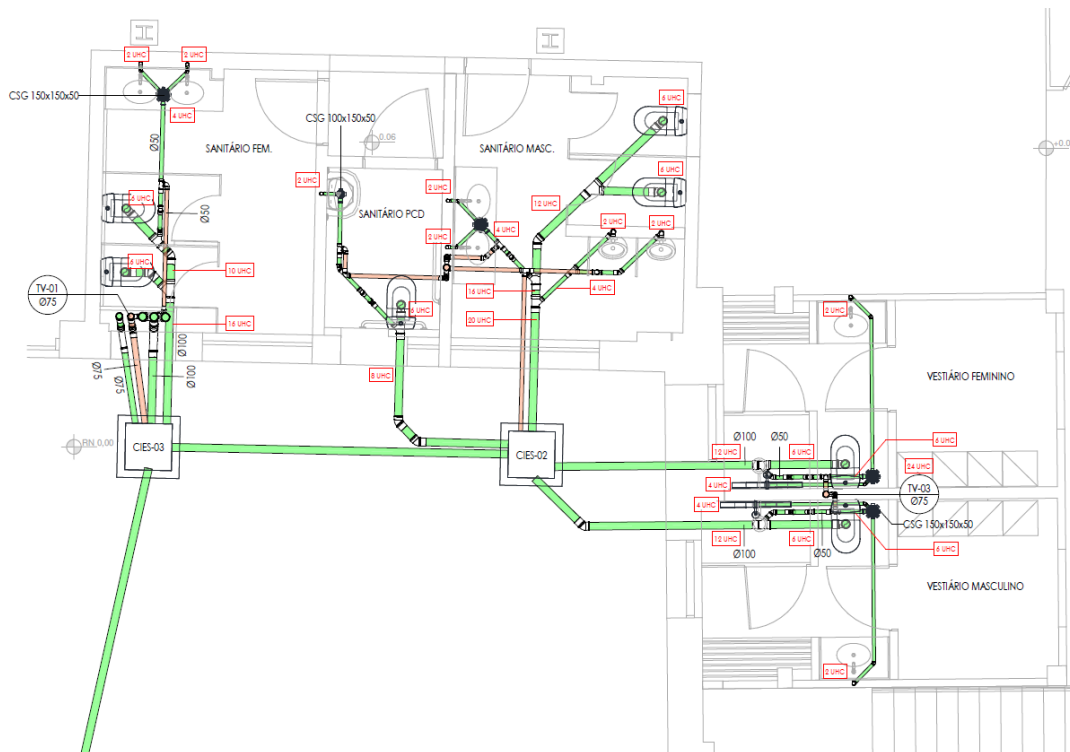 H
H
2 UHC
2 UHC
CSG 150x150x50
4 UHC
Ø50
SANITÁRIO FEM.
CSG 100x150x50
0.06
SANITÁRIO MASC.
6 UHC
6 UHC
+0.0
2 UHC
SANITÁRIO PCD
2 UHC
12 UHC
6 UHC
Ø50
2 UHC
2 UHC
2 UHC
4 UHC
6 UHC
10 UHC
16 UHC
4 UHC
TV-01
Ø75
6 UHC
20 UHC
16 UHC
2 UHC
Ø75
Ø75
Ø100
Ø100
8 UHC
VESTIÁRIO FEMININO
RN 0,00
CIES-03
CIES-02
12 UHC
Ø100
Ø50
6 UHC
6 UHC
24 UHC
4 UHC
TV-03
Ø75
4 UHC
CSG 150x150x50
12 UHC
Ø100
6 UHC
Ø50
6 UHC
VESTIÁRIO MASCULINO
2 UHC